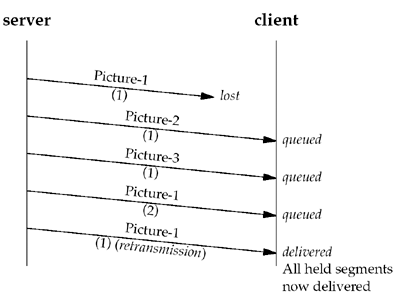 server client
Picture-1
(1)
lost
Picture-2
(1)
queued
Picture-3
(1)
queued
Picture-1
(2)
queued
Picture-1
(1) (retransmission)
delivered
All held segments
now delivered